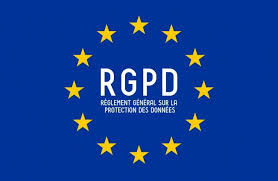 RGPD
RÈGLEMENT GÉNÉRAL SUR LA
PROTECTION DES DONNÉES